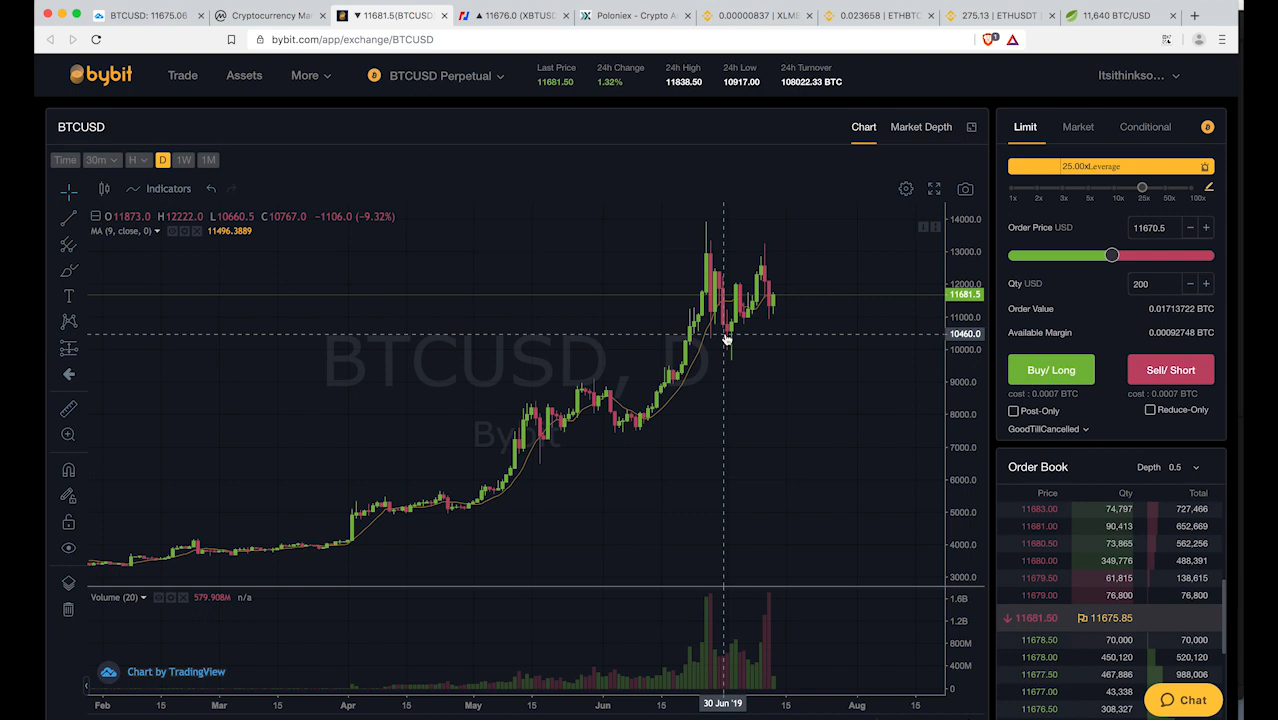 BTCUSD: 11675.06
Cryptocurrency Ma
▼ 11681.5(BTCUSD
▲ 11676.0 (XBTUS
Poloniex - Crypto A
0.00000837 | XLME
0.023658 | ETHBTC
275.13 | ETHUSDT
11,640 BTC/USD
bybit.com/app/exchange/BTCUSD
1
bybit
Trade
Assets
More
BTCUSD Perpetual
Last Price
11681.50
24h Change
1.32%
24h High
11838.50
24h Low
10917.00
24h Turnover
108022.33 BTC
Itsithinkso...
BTCUSD
Chart
Market Depth
Time 30m H D 1W 1M
Indicators
O11873.0 H12222.0 L10660.5 C10767.0 −1106.0 (−9.32%)
MA (9, close, 0) 11496.3889
BTCUSD, D
Bybit
14000.0
13000.0
12000.0
11681.5
11000.0
10460.0
10000.0
9000.0
8000.0
7000.0
6000.0
5000.0
4000.0
3000.0
Volume (20) 579.908M n/a
1.6B
1.2B
800M
400M
0
Chart by TradingView
Feb 15 Mar 15 Apr 15 May 15 Jun 30 Jun '19 15 Aug 15
Limit
Market
Conditional
25.00xLeverage
1x 2x 3x 5x 10x 25x 50x 100x
Order Price USD
11670.5
Qty USD
200
Order Value
0.01713722 BTC
Available Margin
0.00092748 BTC
Buy/ Long
Sell/ Short
cost : 0.0007 BTC
cost : 0.0007 BTC
Post-Only
Reduce-Only
GoodTillCancelled
Order Book
Depth 0.5
Price Qty Total
11683.00 74,797 727,466
11681.00 90,413 652,669
11680.50 73,865 562,256
11680.00 349,776 488,391
11679.50 61,815 138,615
11679.00 76,800 76,800
11681.50 11675.85
11678.50 70,000 70,000
11678.00 450,120 520,120
11677.50 467,886 988,006
11677.00 43,338
11676.50 308,327
Chat